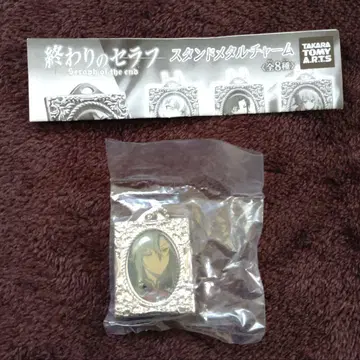 終わりのセラフ
Seraph of the end
スタンドメタルチャーム
〈全8種〉
TAKARA
TOMY
A.R.T.S